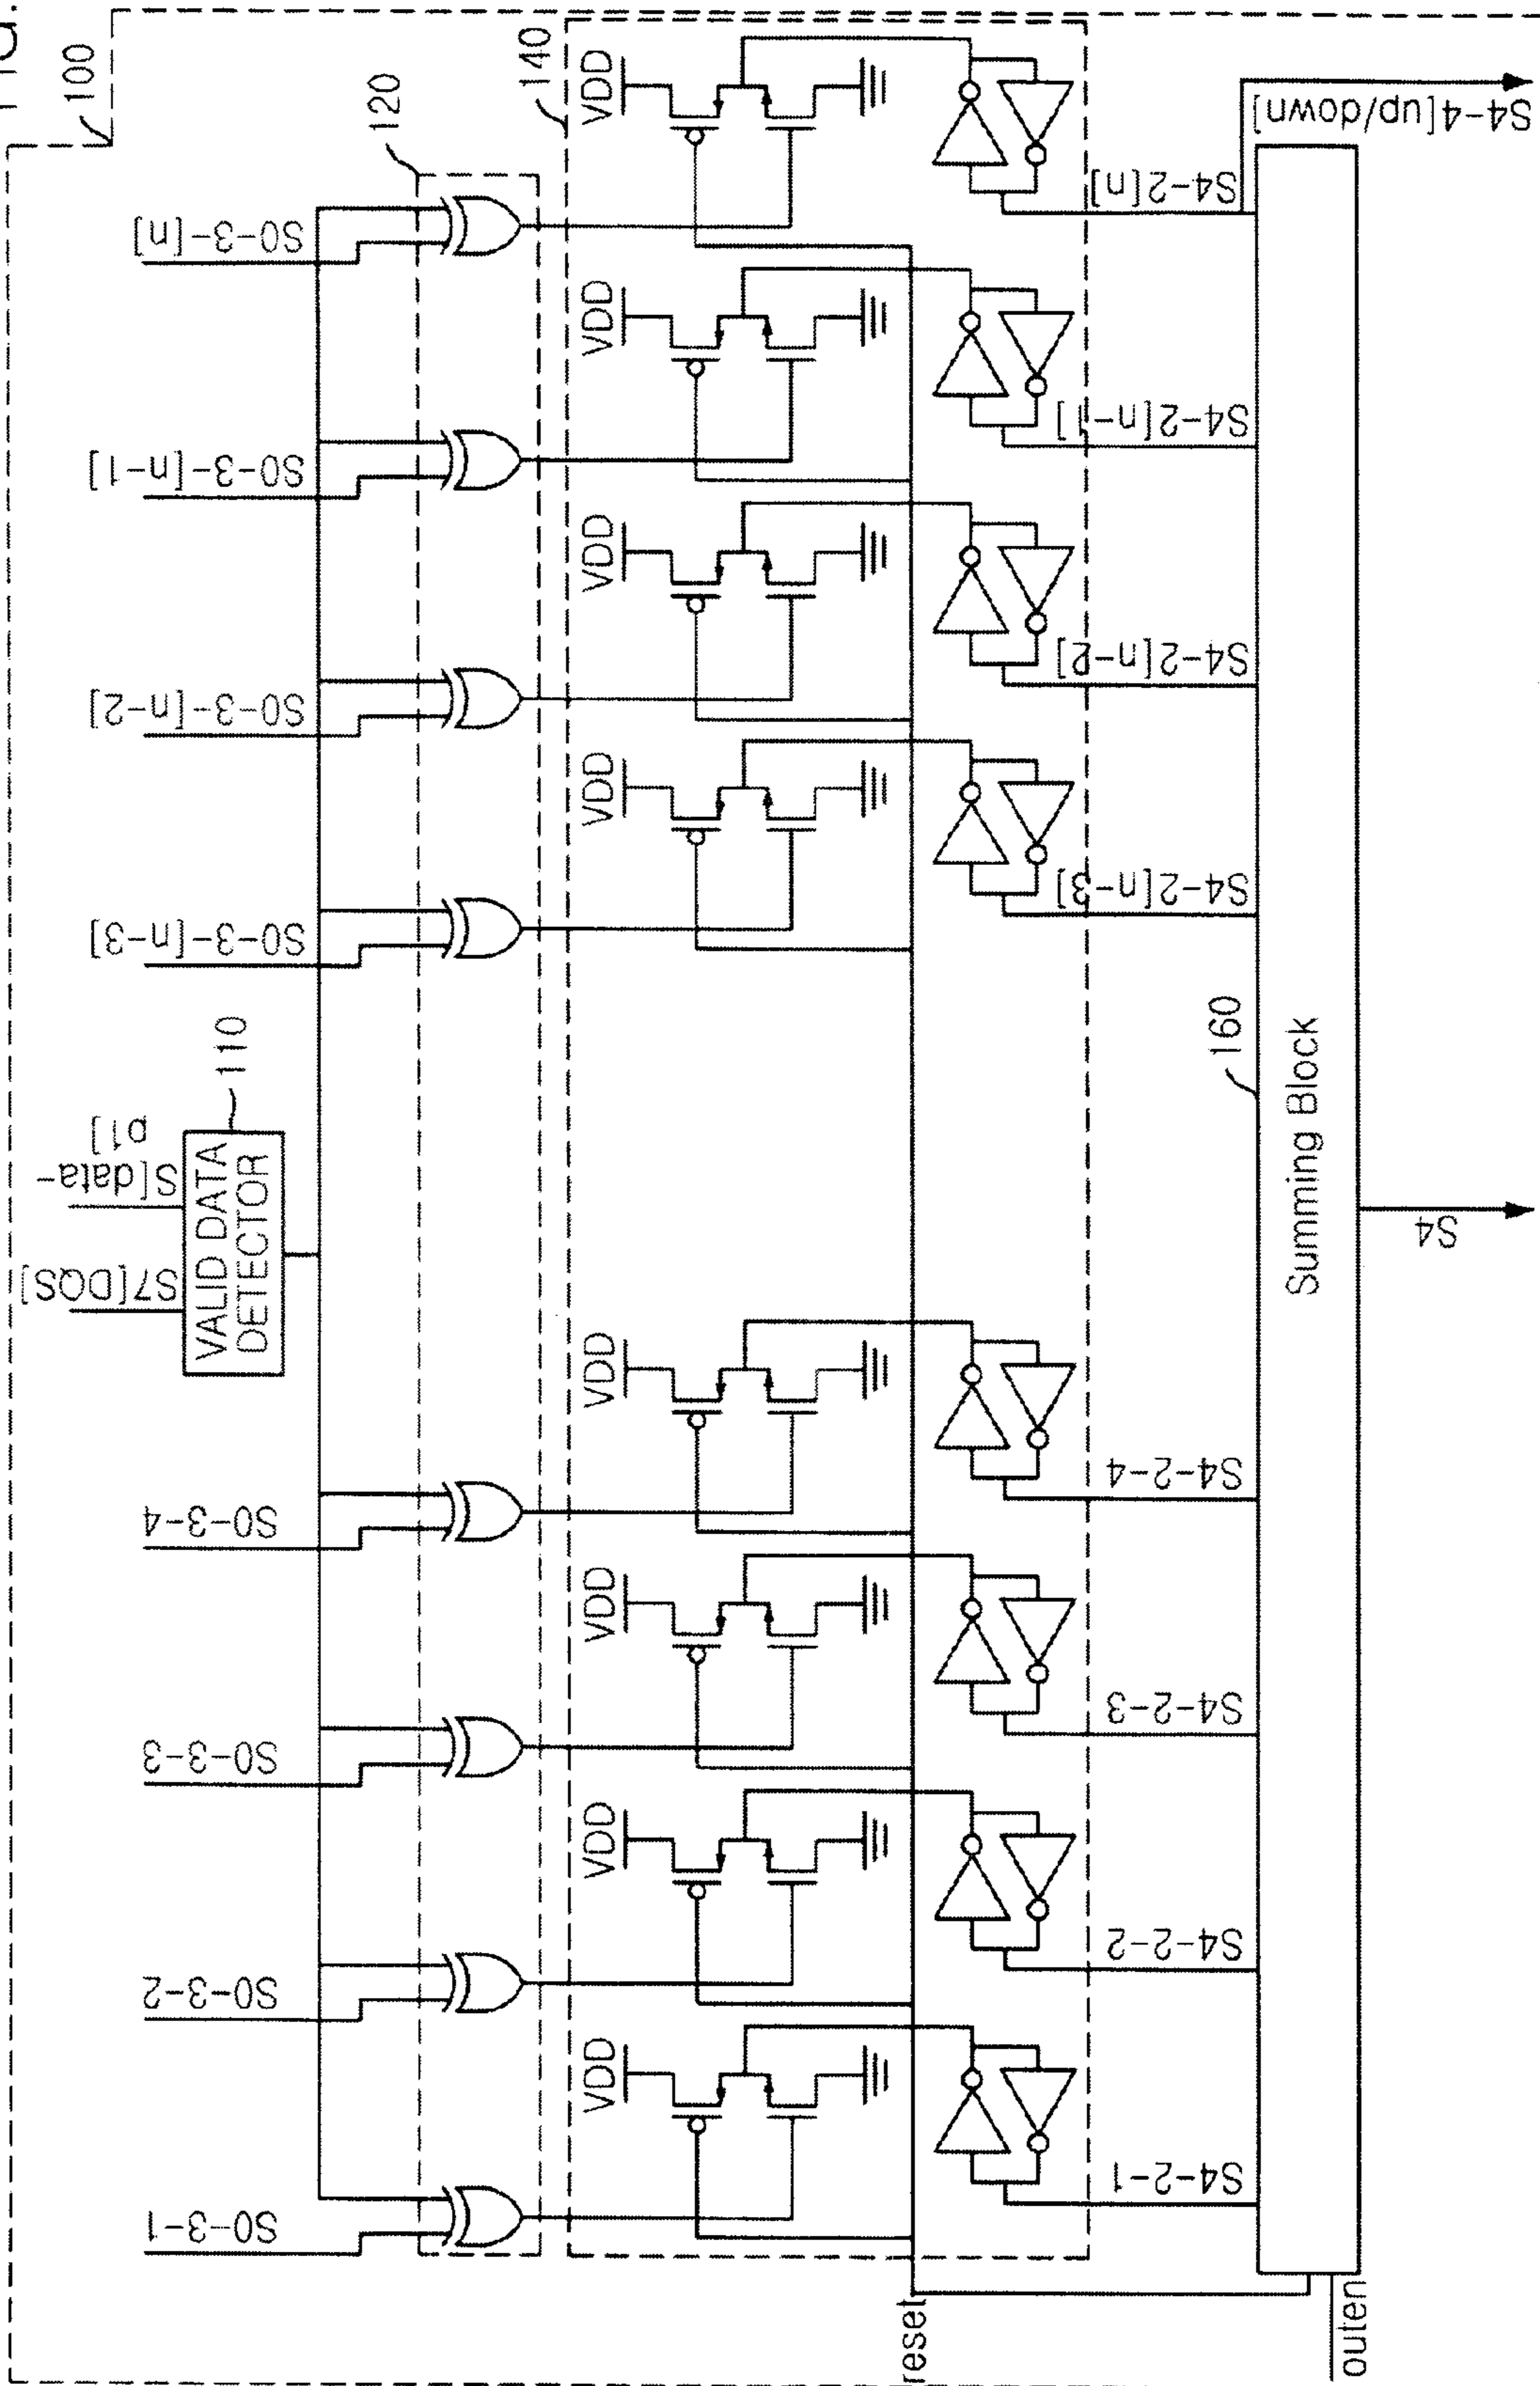 100
120
140
S0-3-[n]
S0-3-[n-1]
S0-3-[n-2]
S0-3-[n-3]
S[data-
p1]
S7[DQS]
110
VALID DATA
DETECTOR
S0-3-4
S0-3-3
S0-3-2
S0-3-1
VDD
VDD
VDD
VDD
VDD
VDD
VDD
VDD
reset
S4-2[n]
S4-2[n-1]
S4-2[n-2]
S4-2[n-3]
S4-2-4
S4-2-3
S4-2-2
S4-2-1
S4-4[up/down]
160
Summing Block
S4
outen